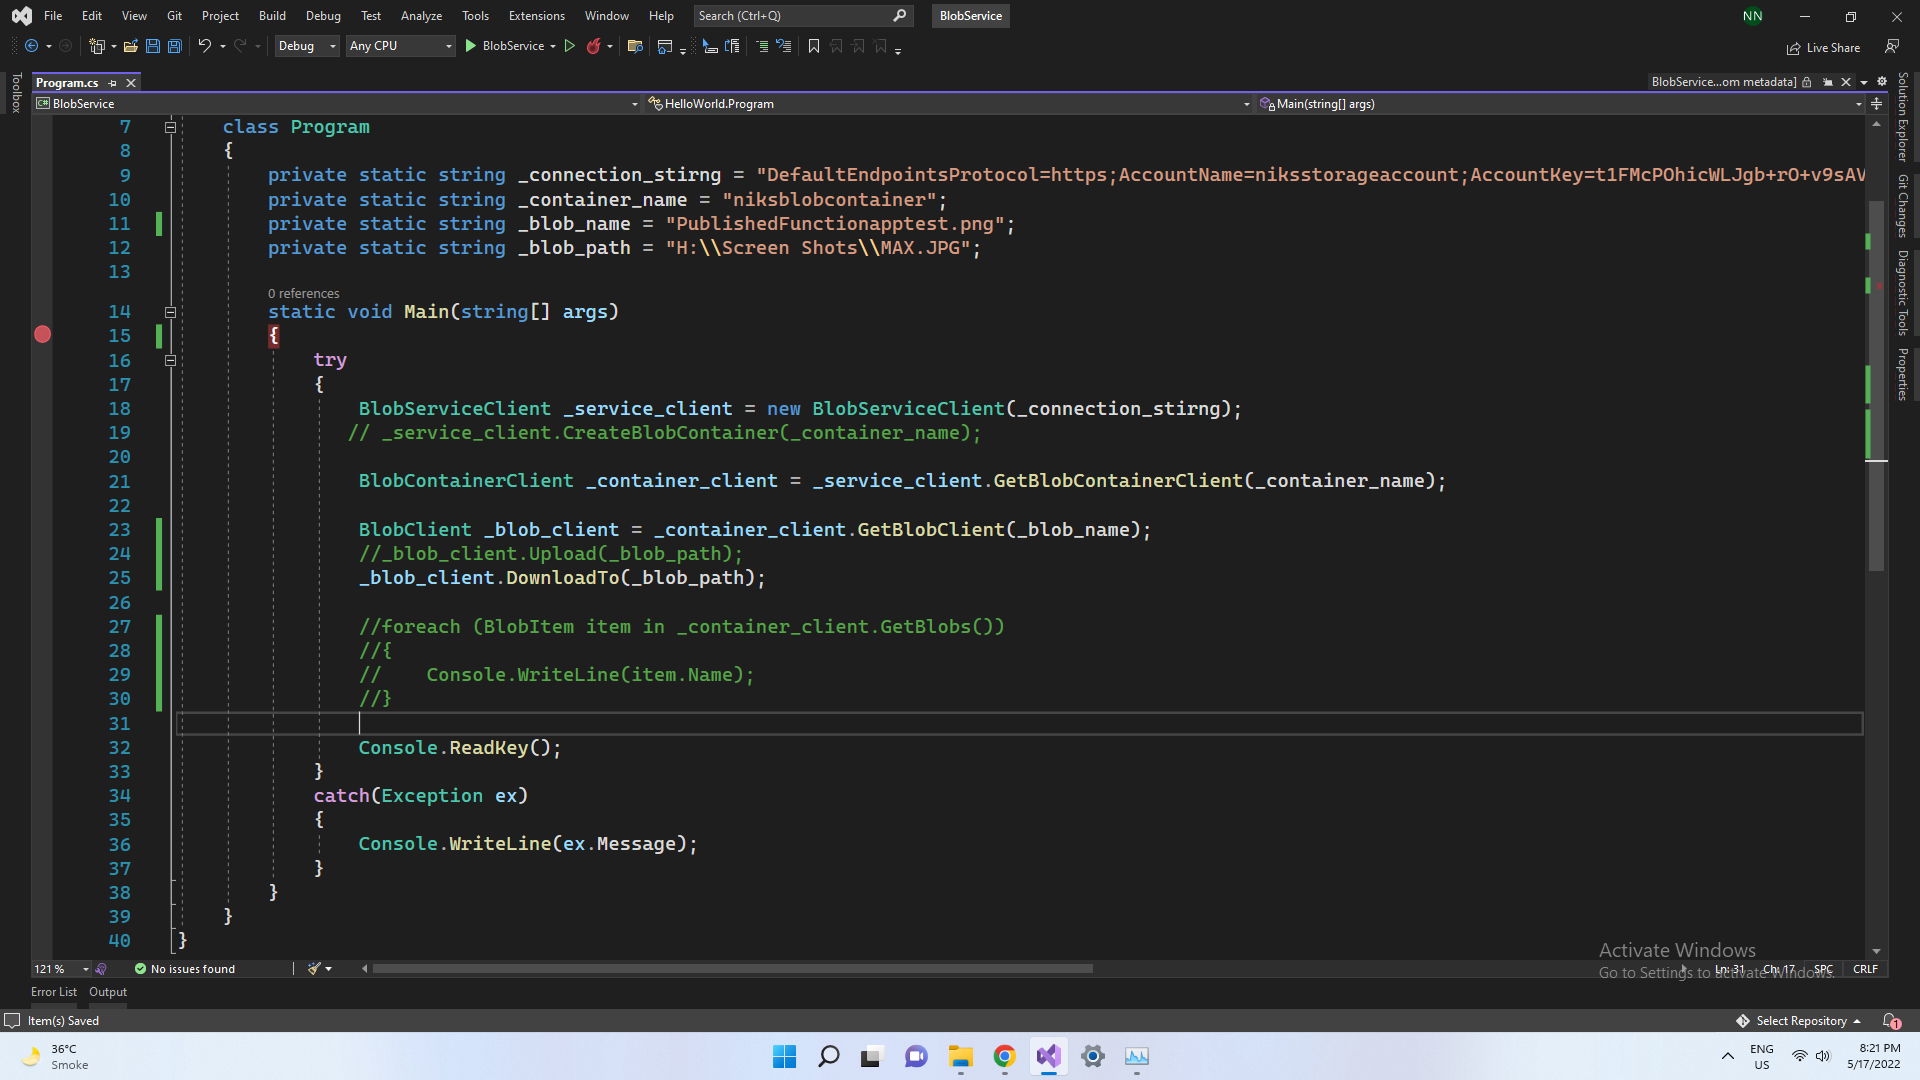 File Edit View Git Project Build Debug Test Analyze Tools Extensions Window Help Search (Ctrl+Q) BlobService NN
Debug Any CPU BlobService Live Share
Toolbox
Program.cs BlobService...om metadata]
BlobService HelloWorld.Program Main(string[] args)
Solution Explorer
Git Changes
Diagnostic Tools
Properties
7 class Program
8 {
9 private static string _connection_stirng = "DefaultEndpointsProtocol=https;AccountName=niksstorageaccount;AccountKey=t1FMcPOhicWLJgb+rO+v9sAV
10 private static string _container_name = "niksblobcontainer";
11 private static string _blob_name = "PublishedFunctionapptest.png";
12 private static string _blob_path = "H:\\Screen Shots\\MAX.JPG";
13
0 references
14 static void Main(string[] args)
15 {
16 try
17 {
18 BlobServiceClient _service_client = new BlobServiceClient(_connection_stirng);
19 // _service_client.CreateBlobContainer(_container_name);
20
21 BlobContainerClient _container_client = _service_client.GetBlobContainerClient(_container_name);
22
23 BlobClient _blob_client = _container_client.GetBlobClient(_blob_name);
24 //_blob_client.Upload(_blob_path);
25 _blob_client.DownloadTo(_blob_path);
26
27 //foreach (BlobItem item in _container_client.GetBlobs())
28 //{
29 //    Console.WriteLine(item.Name);
30 //}
31
32 Console.ReadKey();
33 }
34 catch(Exception ex)
35 {
36 Console.WriteLine(ex.Message);
37 }
38 }
39 }
40 }
Activate Windows
Go to Settings to activate Windows.
121 % No issues found Ln: 31 Ch: 17 SPC CRLF
Error List Output
Item(s) Saved Select Repository 1
36°C
Smoke
ENG
US
8:21 PM
5/17/2022